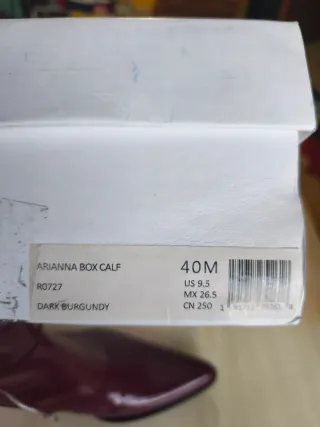 ARIANNA BOX CALF
40M
R0727
US 9.5
MX 26.5
DARK BURGUNDY
CN 250